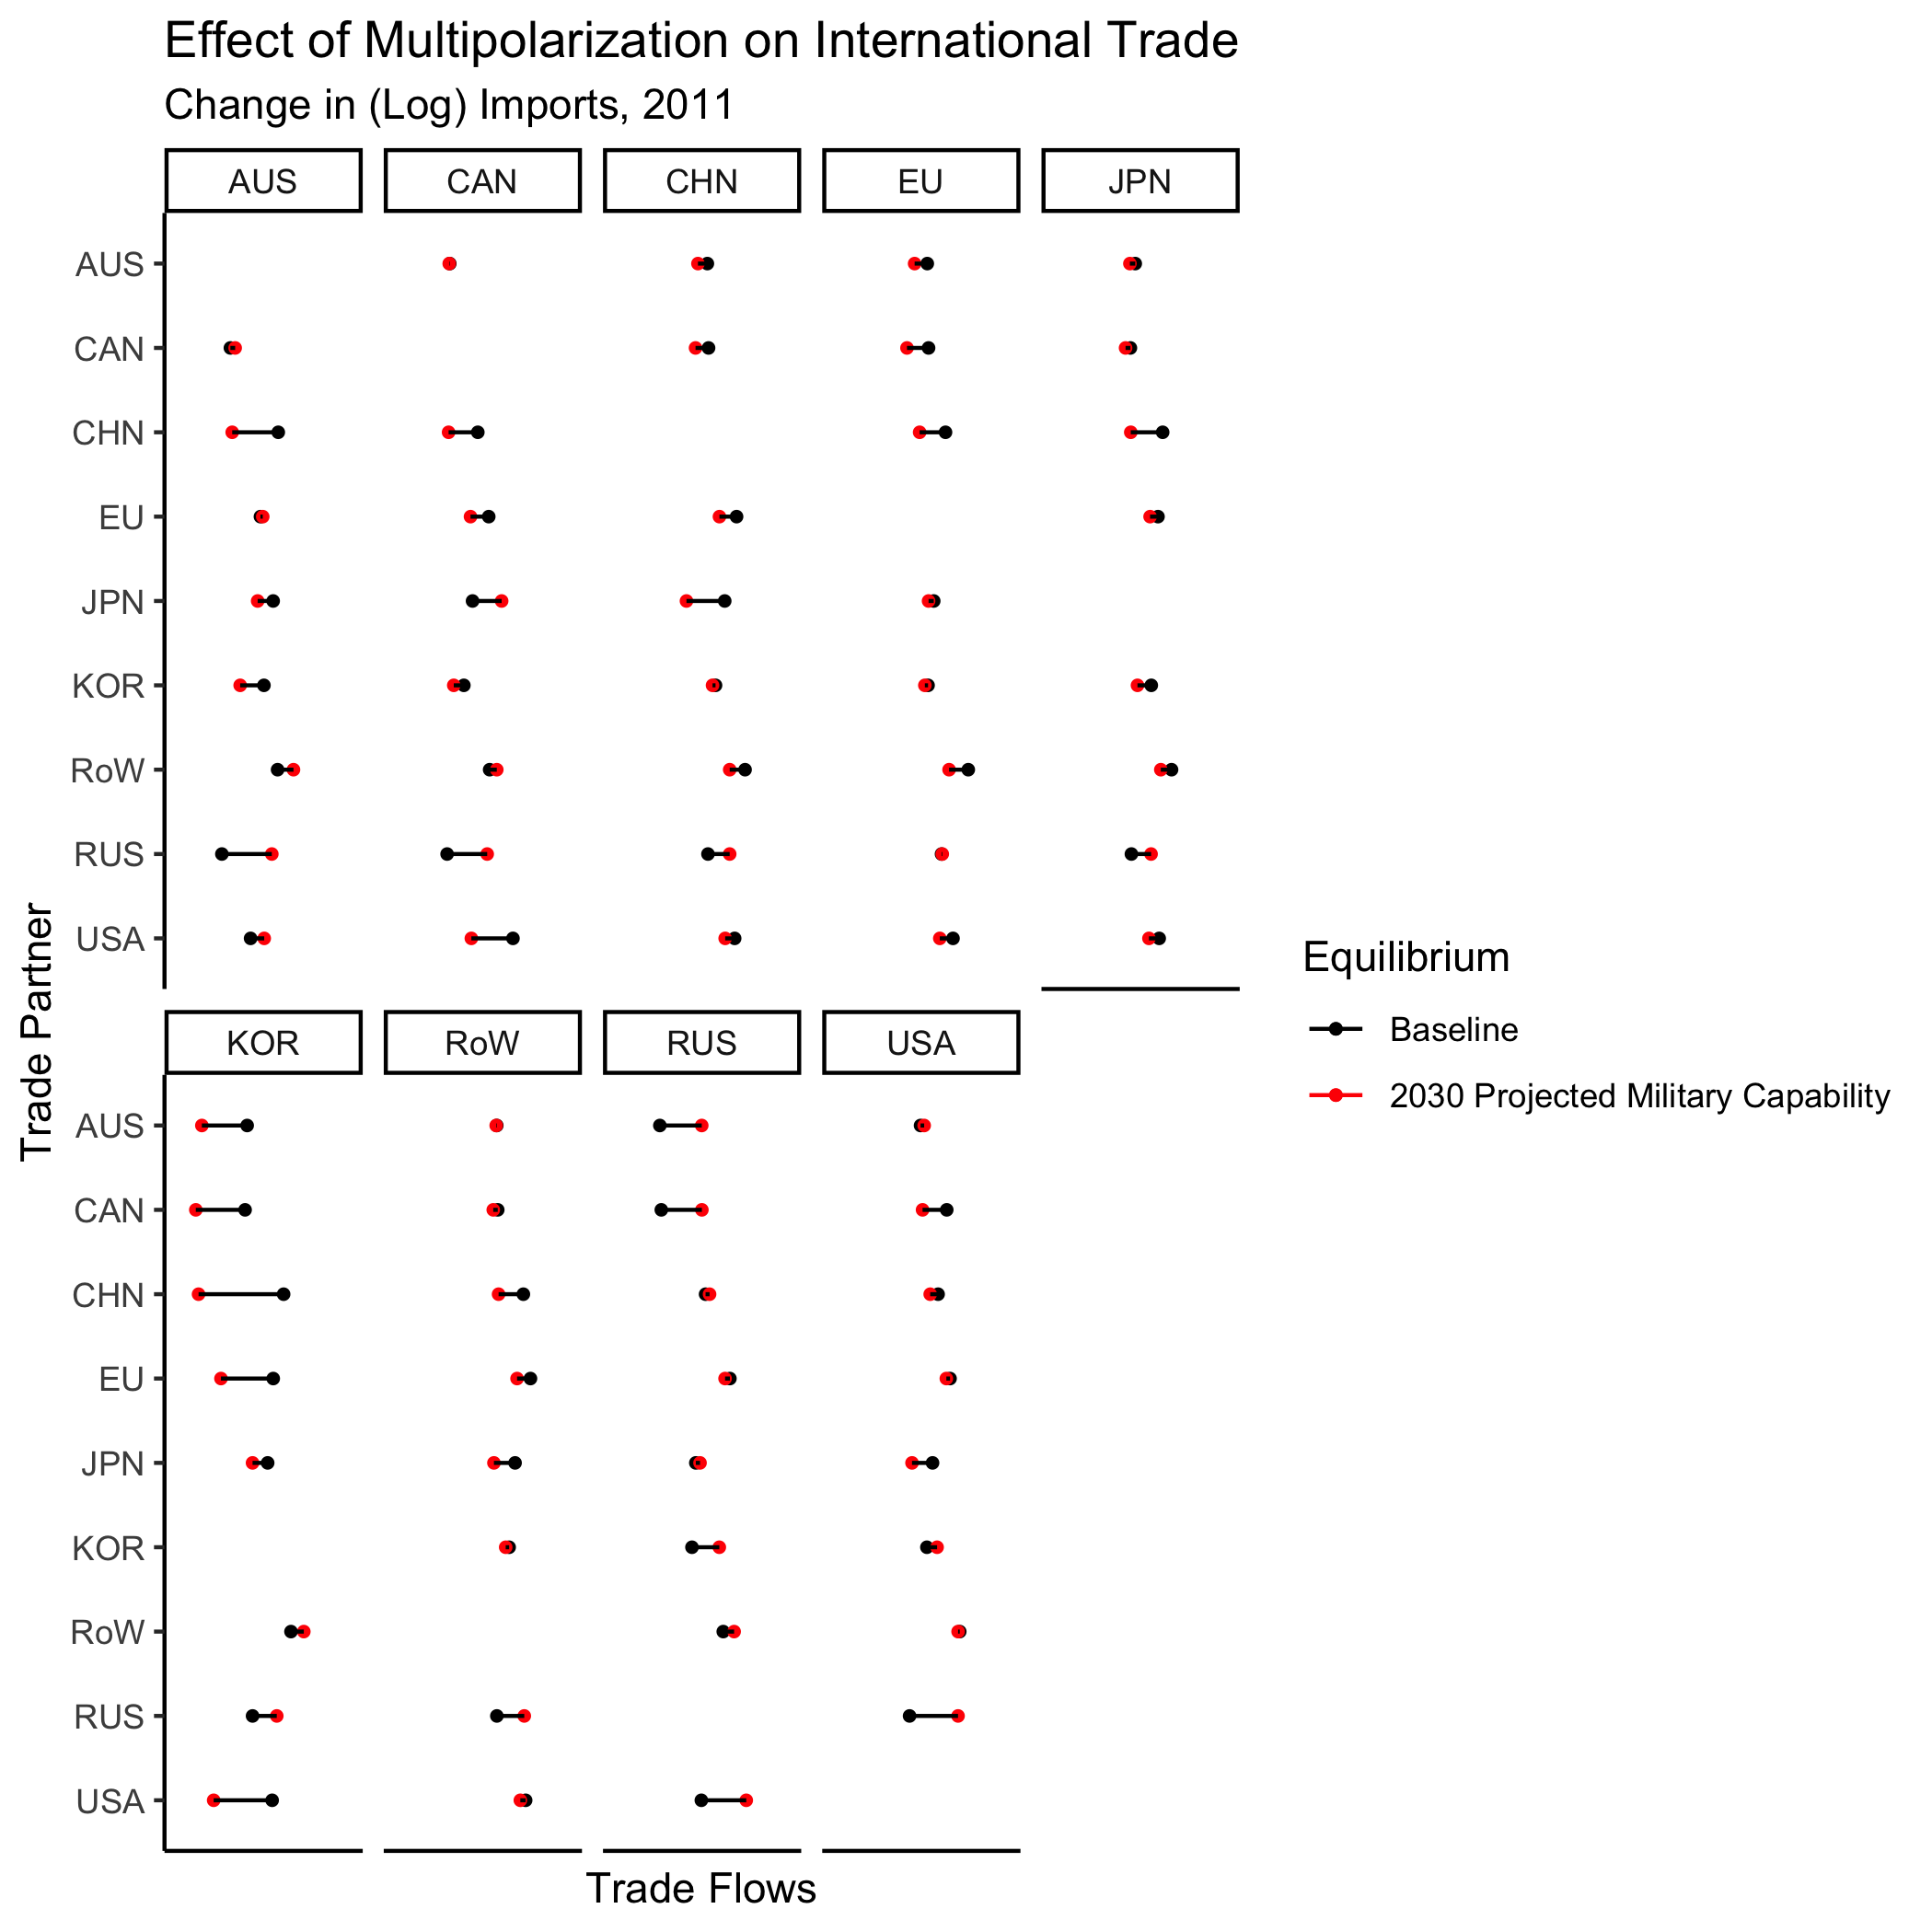 Effect of Multipolarization on International Trade
Change in (Log) Imports, 2011
AUS CAN CHN EU JPN
AUS
CAN
CHN
EU
JPN
KOR
RoW
RUS
USA
KOR RoW RUS USA
AUS
CAN
CHN
EU
JPN
KOR
RoW
RUS
USA
Trade Partner
Trade Flows
Equilibrium
Baseline
2030 Projected Military Capability